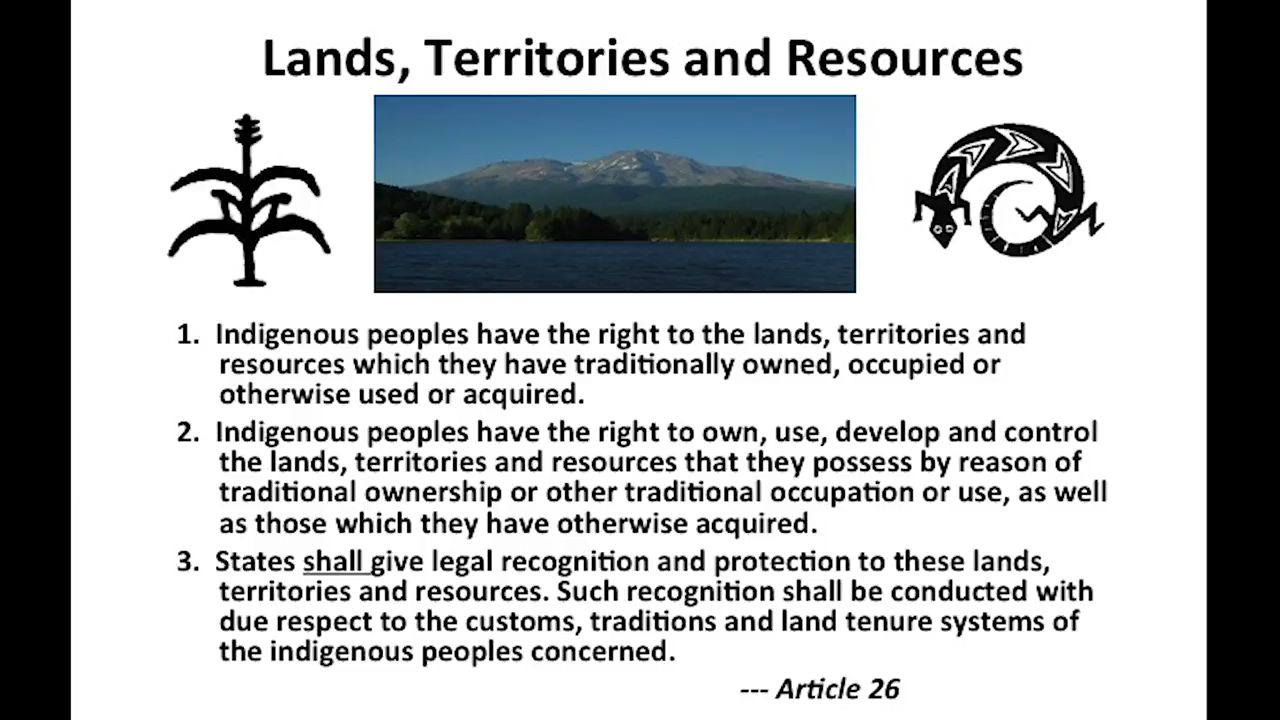 Lands, Territories and Resources
1. Indigenous peoples have the right to the lands, territories and
resources which they have traditionally owned, occupied or
otherwise used or acquired.
2. Indigenous peoples have the right to own, use, develop and control
the lands, territories and resources that they possess by reason of
traditional ownership or other traditional occupation or use, as well
as those which they have otherwise acquired.
3. States shall give legal recognition and protection to these lands,
territories and resources. Such recognition shall be conducted with
due respect to the customs, traditions and land tenure systems of
the indigenous peoples concerned.
--- Article 26